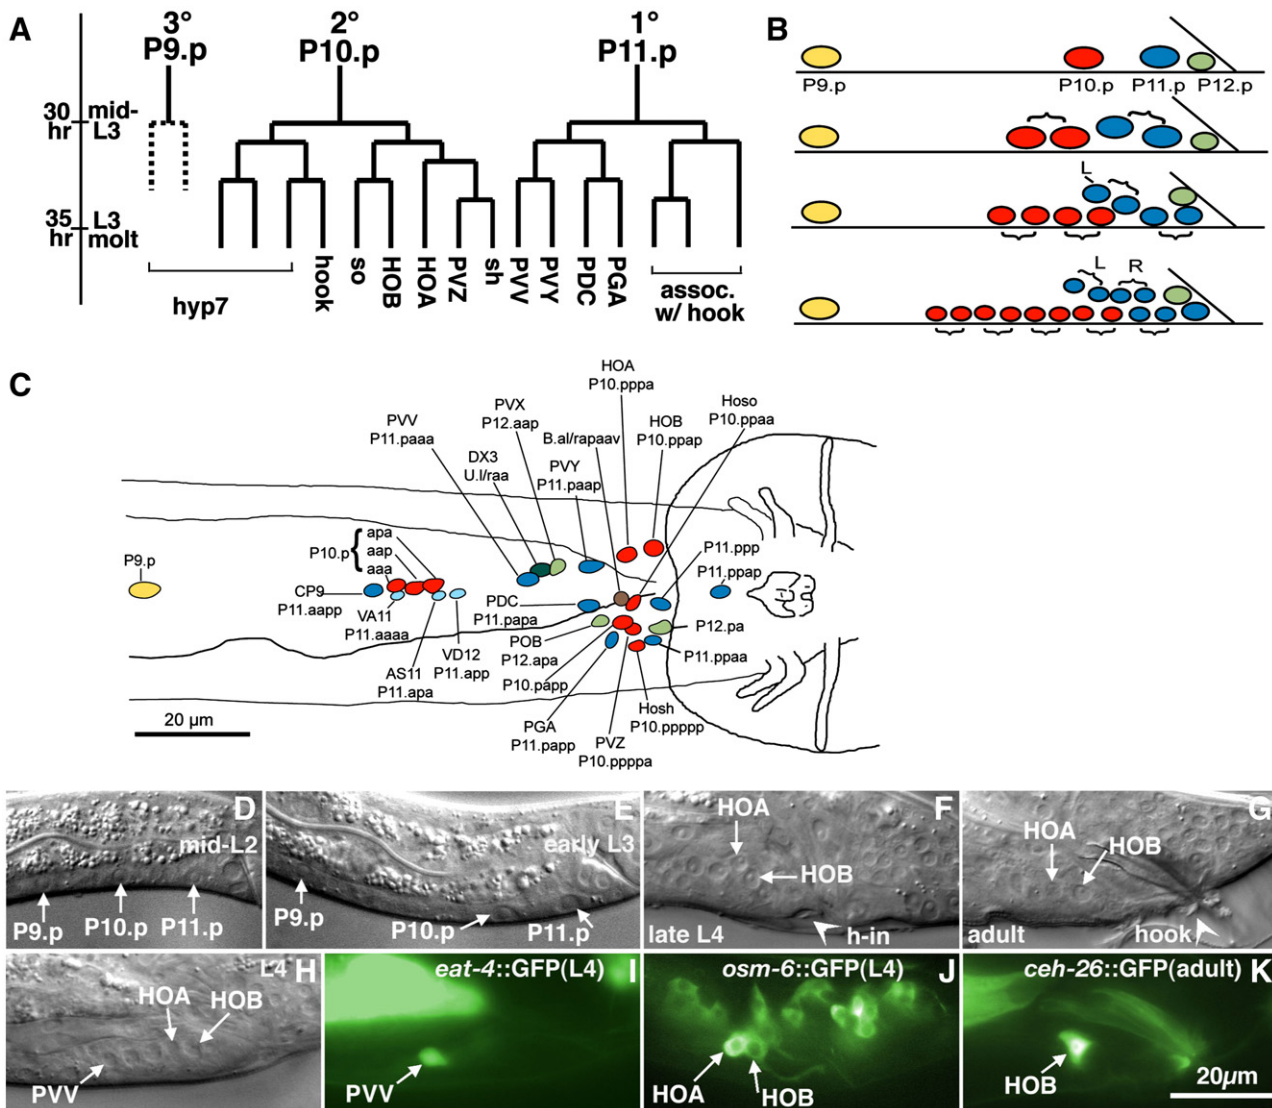 A
3°
P9.p
2°
P10.p
1°
P11.p
30
hr
mid-
L3
35
hr
L3
molt
hyp7
hook
so
HOB
HOA
PVZ
sh
PVV
PVY
PDC
PGA
assoc.
w/ hook
B
P9.p
P10.p
P11.p
P12.p
L
L
R
C
HOA
P10.pppa
Hoso
P10.ppaa
PVX
P12.aap
PVV
P11.paaa
HOB
P10.ppap
B.al/rapaav
DX3
U.l/raa
PVY
P11.paap
P9.p
P10.p
{
apa
aap
aaa
P11.ppp
P11.ppap
CP9
P11.aapp
VA11
P11.aaaa
AS11
P11.apa
VD12
P11.app
PDC
P11.papa
POB
P12.apa
P10.papp
P12.pa
P11.ppaa
PGA
P11.papp
PVZ
P10.ppppa
Hosh
P10.ppppp
20 µm
D
mid-L2
P9.p
P10.p
P11.p
E
early L3
P9.p
P10.p
P11.p
F
HOA
HOB
late L4
h-in
G
HOA
HOB
adult
hook
H
L4
HOA
HOB
PVV
I
eat-4::GFP(L4)
PVV
J
osm-6::GFP(L4)
HOA
HOB
K
ceh-26::GFP(adult)
HOB
20µm